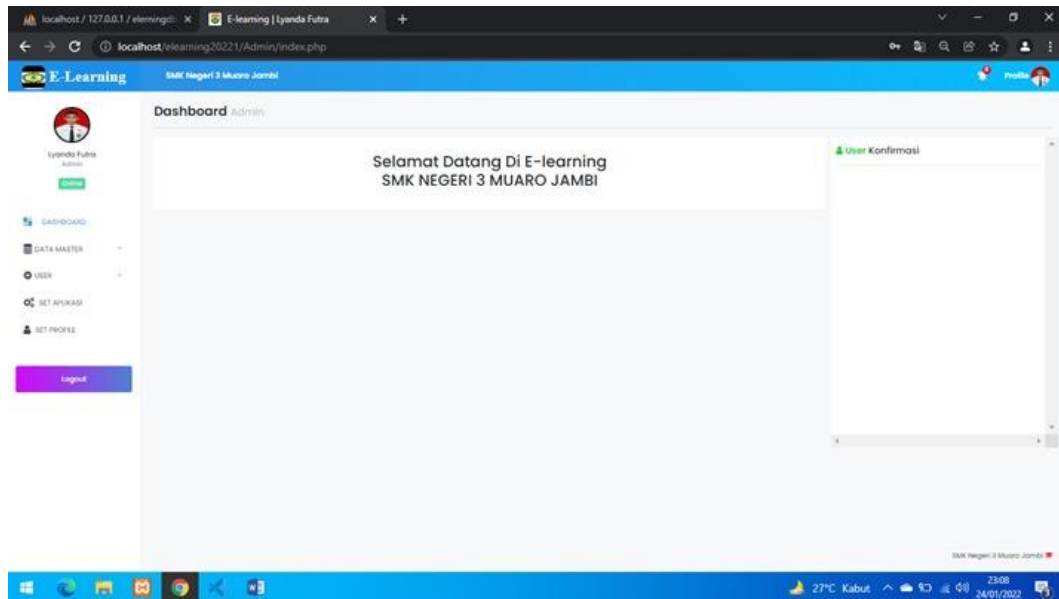 localhost / 127.0.0.1 / elerningdi
E-learning | Lyanda Futra
localhost/elearning20221/Admin/index.php
E-Learning
SMK Negeri 3 Muaro Jambi
Profile
Lyanda Futra
Admin
Online
DASHBOARD
DATA MASTER
USER
SET APLIKASI
SET PROFILE
Logout
Dashboard Admin
Selamat Datang Di E-learning
SMK NEGERI 3 MUARO JAMBI
User Konfirmasi
SMK Negeri 3 Muaro Jambi
27°C Kabut
23:08
24/01/2022